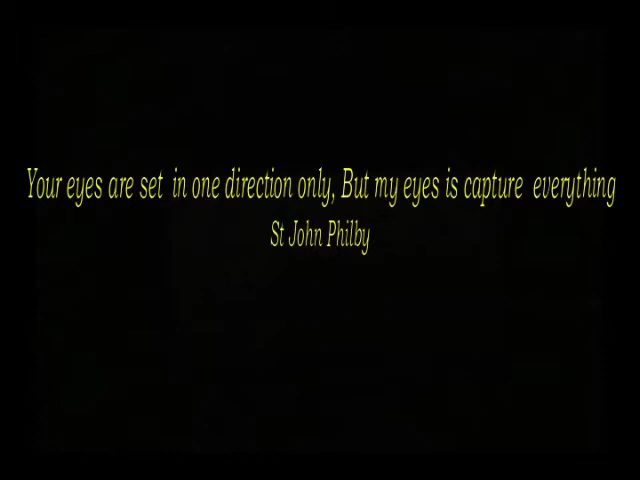 Your eyes are set in one direction only, But my eyes is capture everything
St John Philby